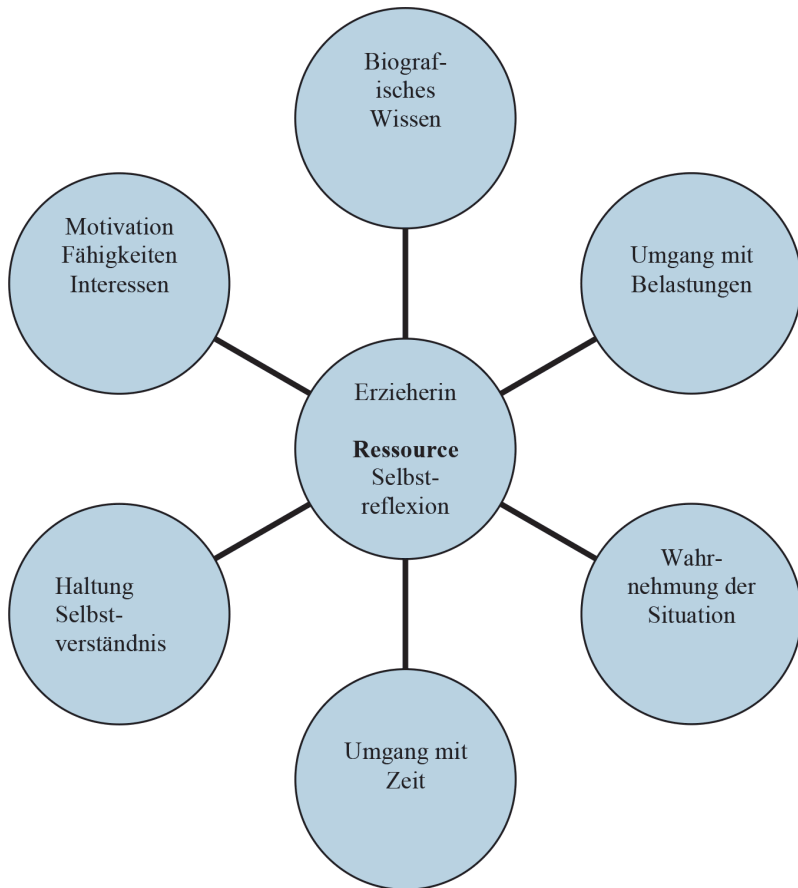 Biograf-
isches
Wissen
Motivation
Fähigkeiten
Interessen
Umgang mit
Belastungen
Erzieherin
Ressource
Selbst-
reflexion
Haltung
Selbst-
verständnis
Wahr-
nehmung der
Situation
Umgang mit
Zeit